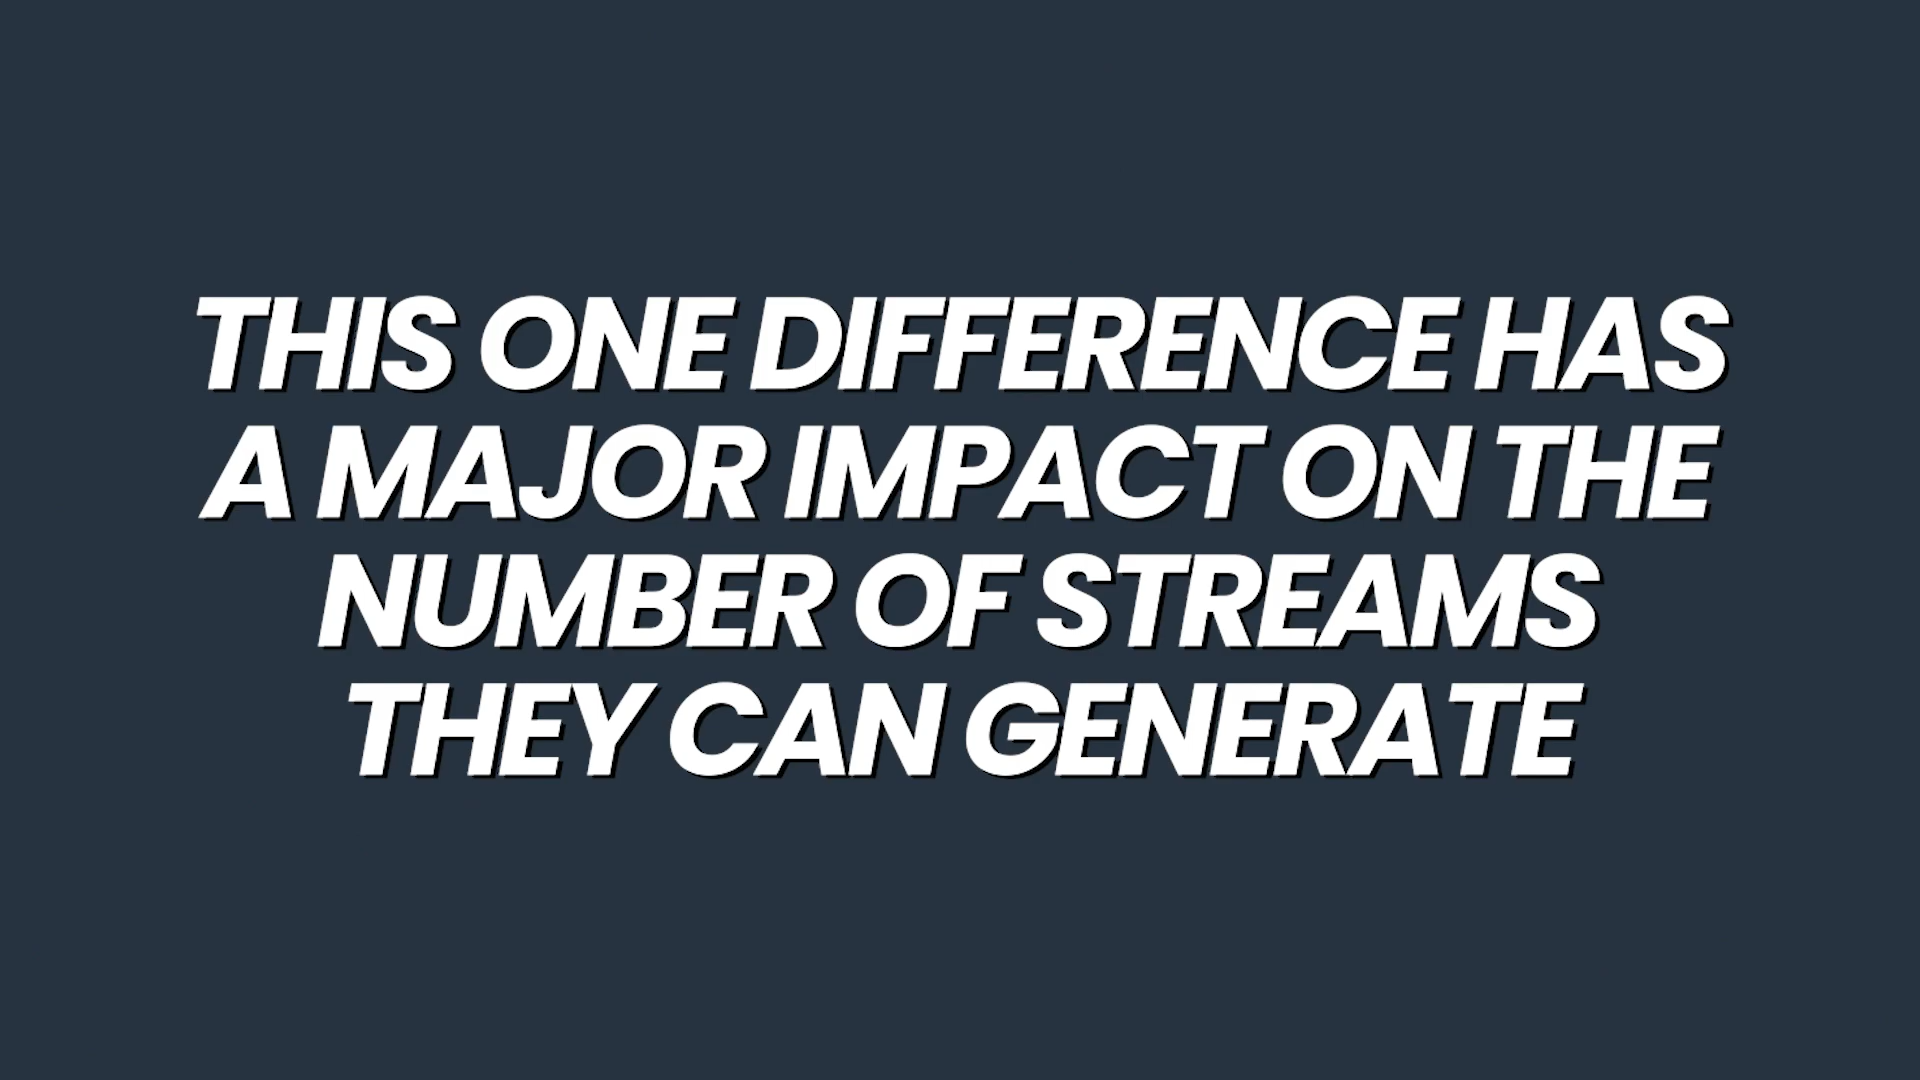 THIS ONE DIFFERENCE HAS
A MAJOR IMPACT ON THE
NUMBER OF STREAMS
THEY CAN GENERATE